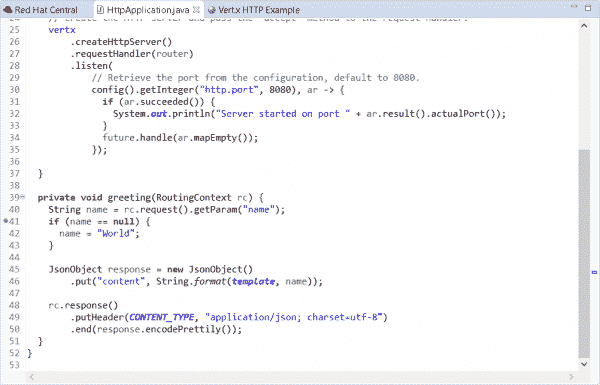 Red Hat Central
HttpApplication.java
Vert.x HTTP Example
24 // Create the HTTP server and pass the "accept" method to the request handler.
25 vertx
26 .createHttpServer()
27 .requestHandler(router)
28 .listen(
29 // Retrieve the port from the configuration, default to 8080.
30 config().getInteger("http.port", 8080), ar -> {
31 if (ar.succeeded()) {
32 System.out.println("Server started on port " + ar.result().actualPort());
33 }
34 future.handle(ar.mapEmpty());
35 });
36
37 }
38
39 private void greeting(RoutingContext rc) {
40 String name = rc.request().getParam("name");
41 if (name == null) {
42 name = "World";
43 }
44
45 JsonObject response = new JsonObject()
46 .put("content", String.format(template, name));
47
48 rc.response()
49 .putHeader(CONTENT_TYPE, "application/json; charset=utf-8")
50 .end(response.encodePrettily());
51 }
52 }
53